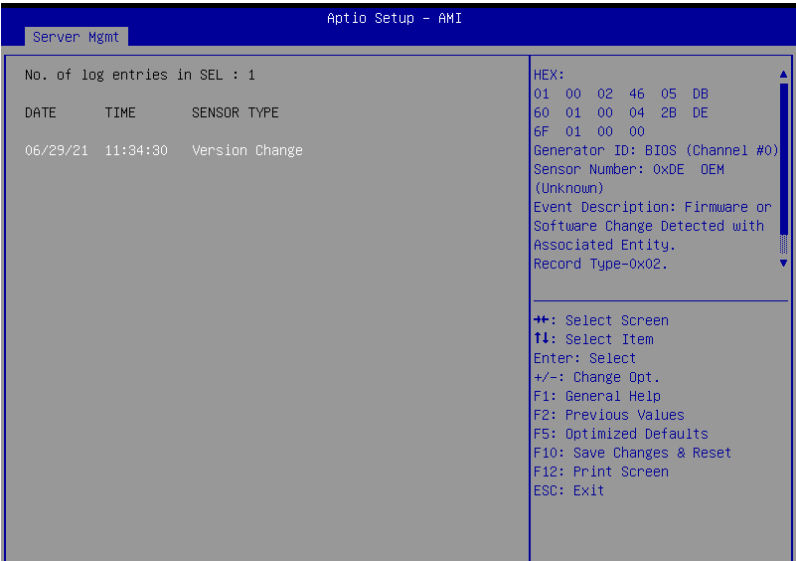 Aptio Setup – AMI
Server Mgmt
No. of log entries in SEL : 1
DATE TIME SENSOR TYPE
06/29/21 11:34:30 Version Change
HEX:
01 00 02 46 05 DB
60 01 00 04 2B DE
6F 01 00 00
Generator ID: BIOS (Channel #0)
Sensor Number: 0xDE OEM
(Unknown)
Event Description: Firmware or
Software Change Detected with
Associated Entity.
Record Type-0x02.
→←: Select Screen
↑↓: Select Item
Enter: Select
+/-: Change Opt.
F1: General Help
F2: Previous Values
F5: Optimized Defaults
F10: Save Changes & Reset
F12: Print Screen
ESC: Exit